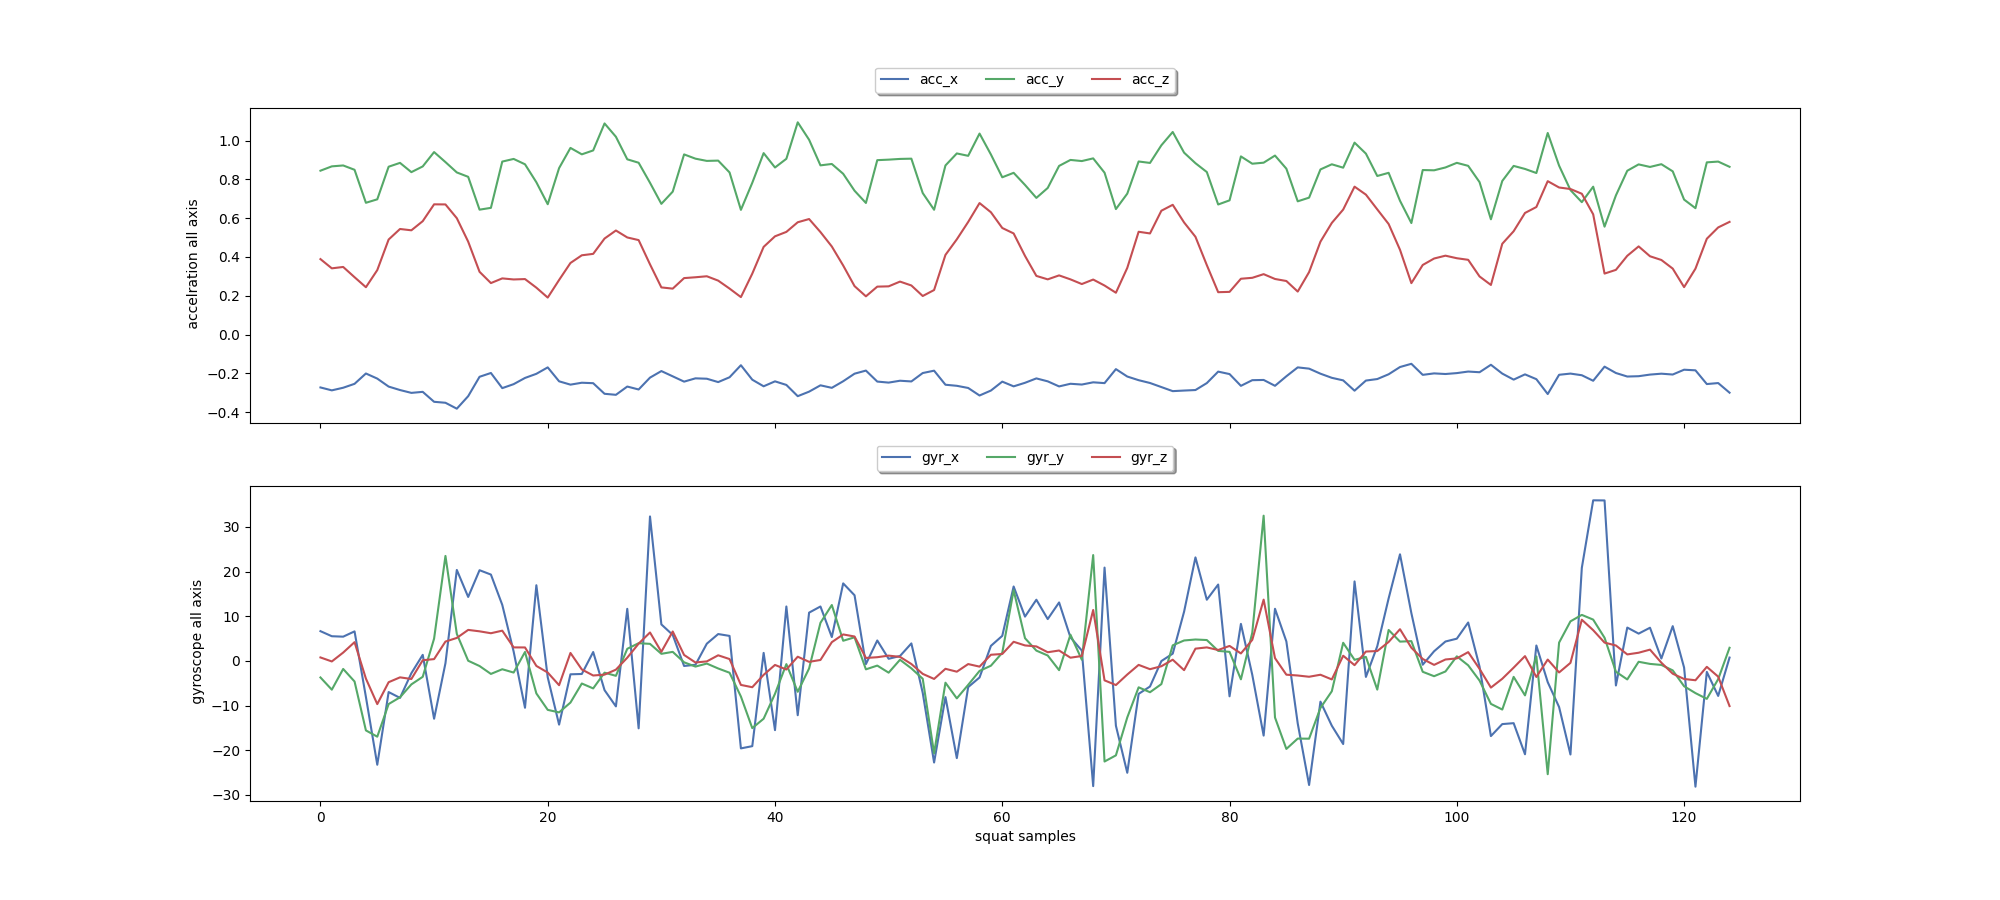 acc_x acc_y acc_z
1.0
0.8
0.6
0.4
0.2
0.0
−0.2
−0.4
accelration all axis
gyr_x gyr_y gyr_z
30
20
10
0
−10
−20
−30
gyroscope all axis
0 20 40 60 80 100 120
squat samples